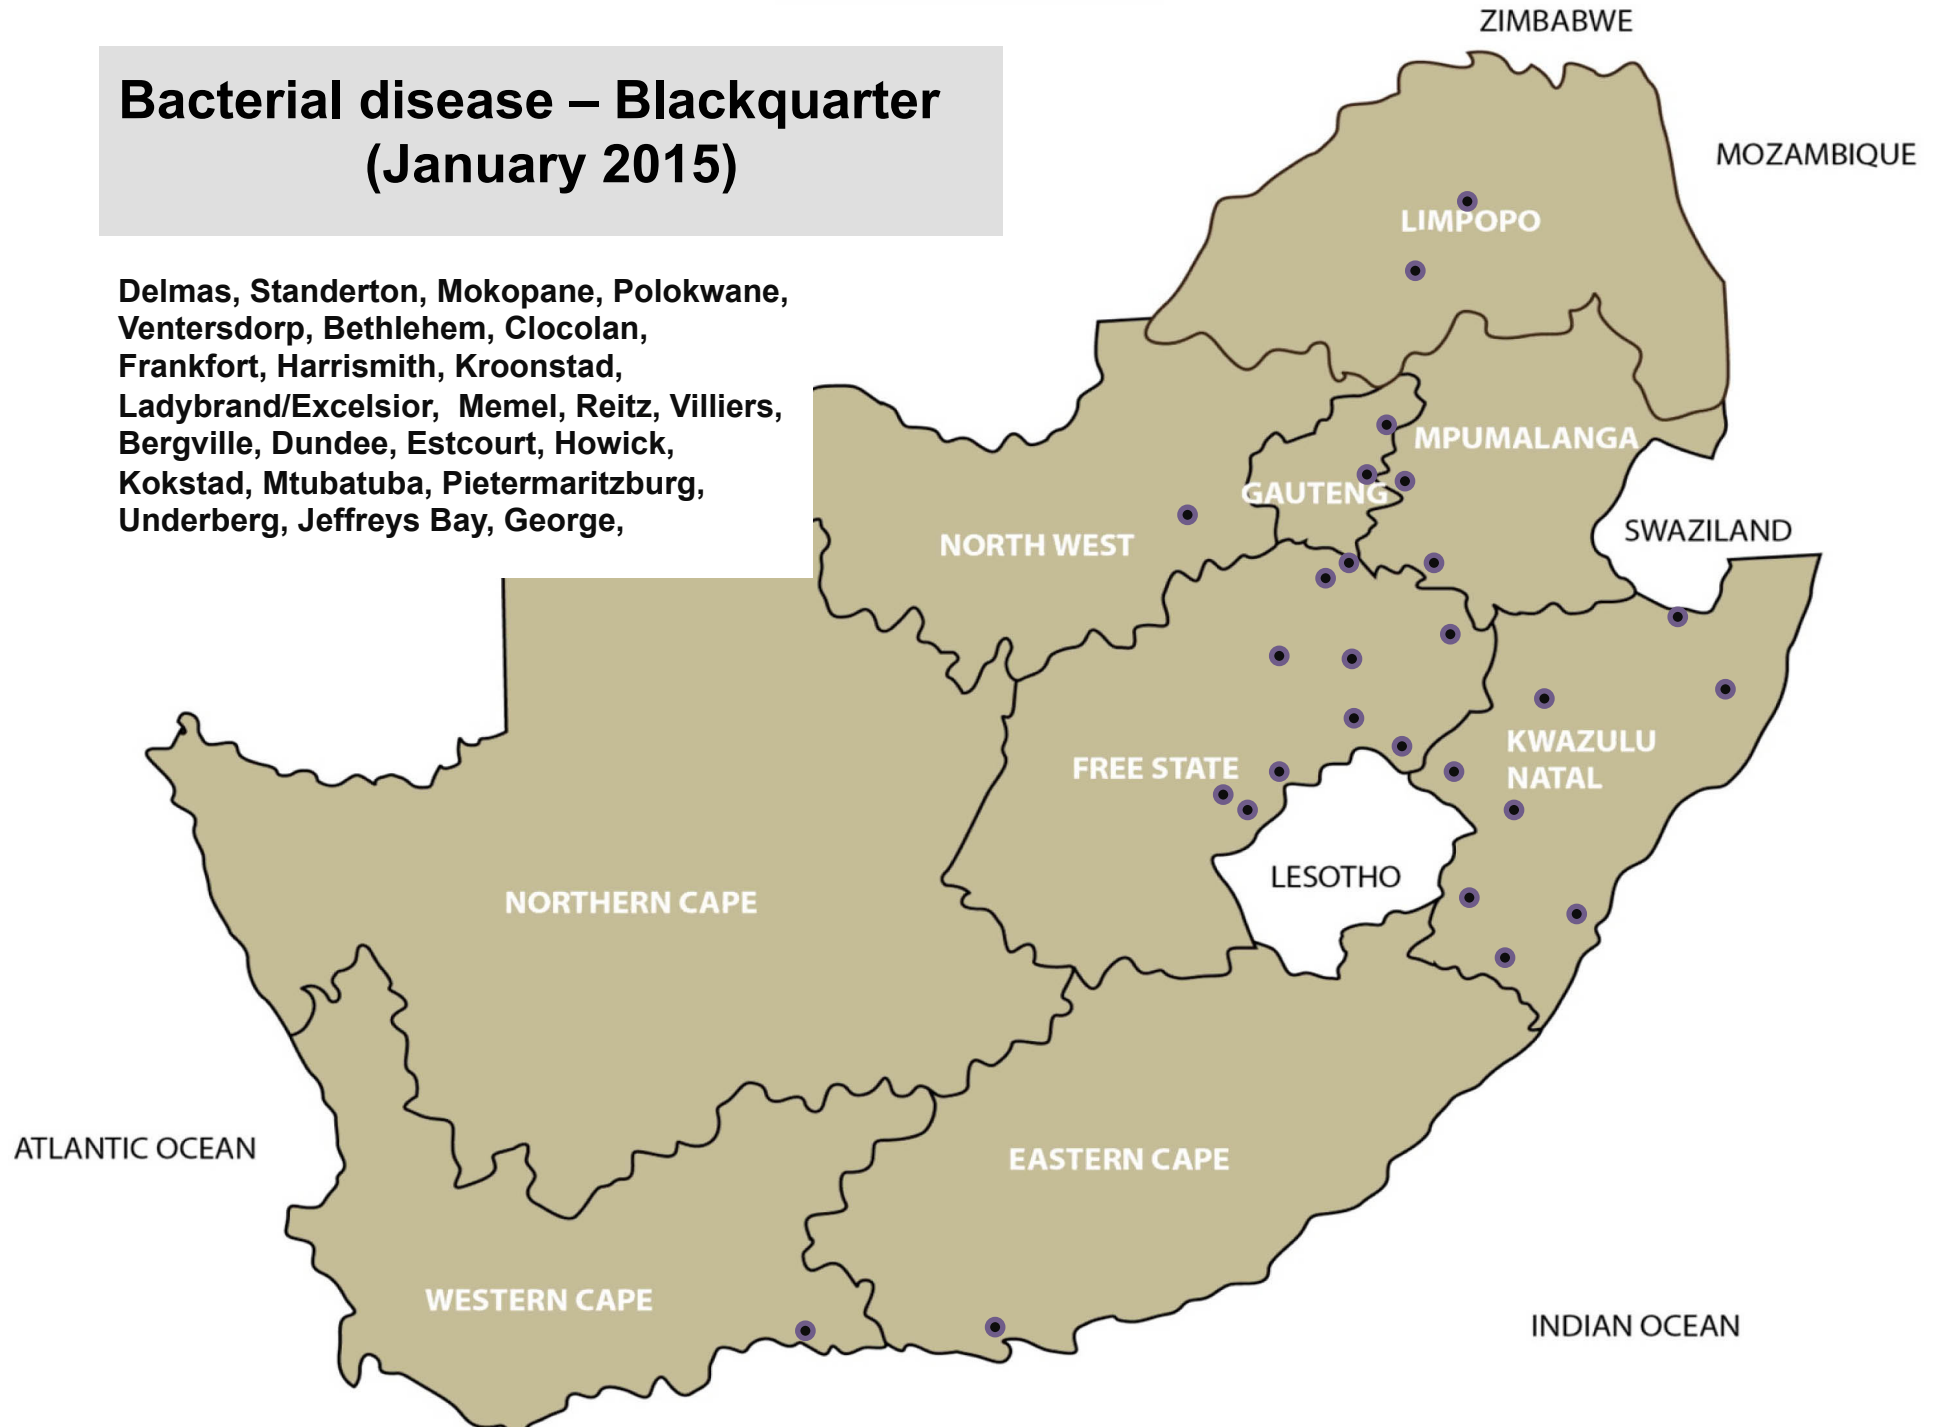 Bacterial disease – Blackquarter
(January 2015)
Delmas, Standerton, Mokopane, Polokwane,
Ventersdorp, Bethlehem, Clocolan,
Frankfort, Harrismith, Kroonstad,
Ladybrand/Excelsior, Memel, Reitz, Villiers,
Bergville, Dundee, Estcourt, Howick,
Kokstad, Mtubatuba, Pietermaritzburg,
Underberg, Jeffreys Bay, George,
ZIMBABWE
MOZAMBIQUE
LIMPOPO
MPUMALANGA
GAUTENG
SWAZILAND
NORTH WEST
KWAZULU
NATAL
FREE STATE
LESOTHO
NORTHERN CAPE
ATLANTIC OCEAN
EASTERN CAPE
WESTERN CAPE
INDIAN OCEAN